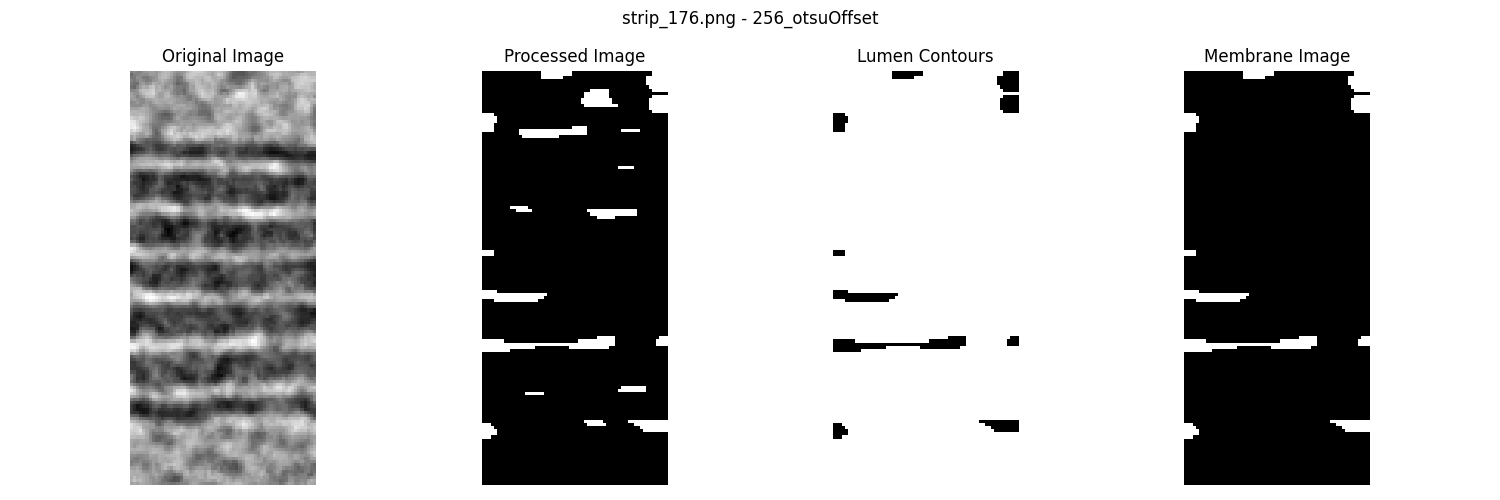 strip_176.png - 256_otsuOffset
Original Image
Processed Image
Lumen Contours
Membrane Image